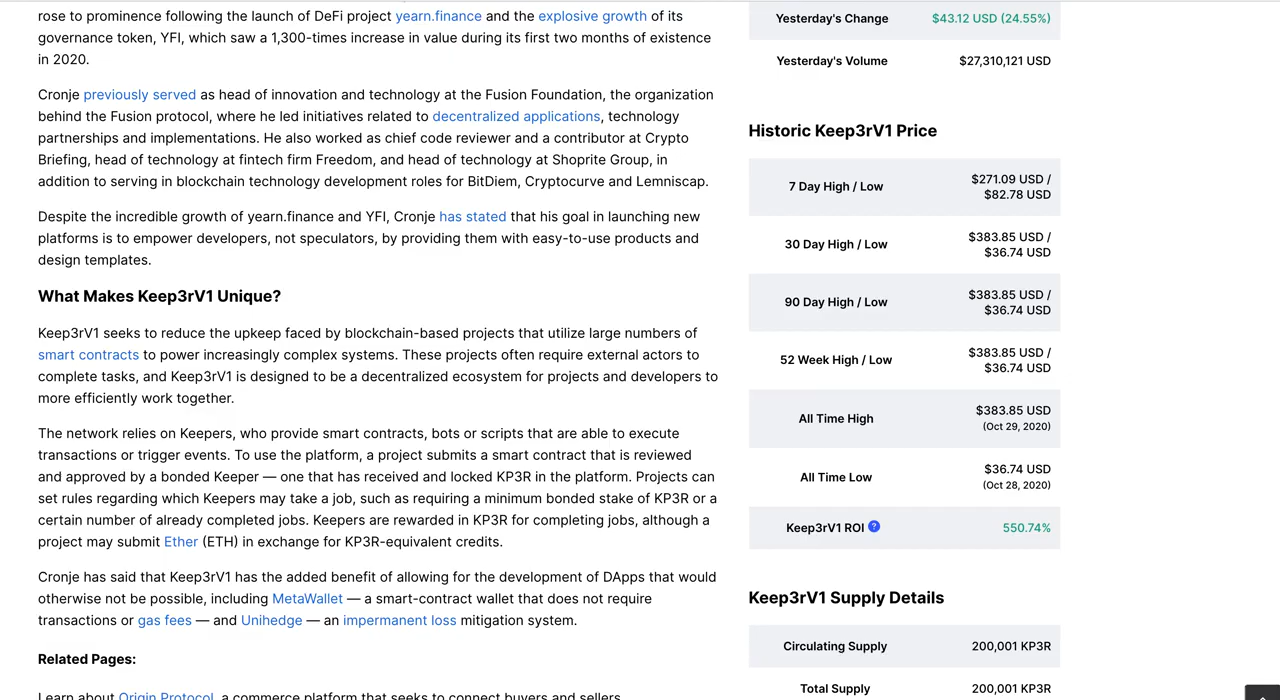 rose to prominence following the launch of DeFi project yearn.finance and the explosive growth of its
governance token, YFI, which saw a 1,300-times increase in value during its first two months of existence
in 2020.
Cronje previously served as head of innovation and technology at the Fusion Foundation, the organization
behind the Fusion protocol, where he led initiatives related to decentralized applications, technology
partnerships and implementations. He also worked as chief code reviewer and a contributor at Crypto
Briefing, head of technology at fintech firm Freedom, and head of technology at Shoprite Group, in
addition to serving in blockchain technology development roles for BitDiem, Cryptocurve and Lemniscap.
Despite the incredible growth of yearn.finance and YFI, Cronje has stated that his goal in launching new
platforms is to empower developers, not speculators, by providing them with easy-to-use products and
design templates.
What Makes Keep3rV1 Unique?
Keep3rV1 seeks to reduce the upkeep faced by blockchain-based projects that utilize large numbers of
smart contracts to power increasingly complex systems. These projects often require external actors to
complete tasks, and Keep3rV1 is designed to be a decentralized ecosystem for projects and developers to
more efficiently work together.
The network relies on Keepers, who provide smart contracts, bots or scripts that are able to execute
transactions or trigger events. To use the platform, a project submits a smart contract that is reviewed
and approved by a bonded Keeper — one that has received and locked KP3R in the platform. Projects can
set rules regarding which Keepers may take a job, such as requiring a minimum bonded stake of KP3R or a
certain number of already completed jobs. Keepers are rewarded in KP3R for completing jobs, although a
project may submit Ether (ETH) in exchange for KP3R-equivalent credits.
Cronje has said that Keep3rV1 has the added benefit of allowing for the development of DApps that would
otherwise not be possible, including MetaWallet — a smart-contract wallet that does not require
transactions or gas fees — and Unihedge — an impermanent loss mitigation system.
Related Pages:
Learn about Origin Protocol, a commerce platform that seeks to connect buyers and sellers
Yesterday's Change $43.12 USD (24.55%)
Yesterday's Volume $27,310,121 USD
Historic Keep3rV1 Price
7 Day High / Low $271.09 USD /
$82.78 USD
30 Day High / Low $383.85 USD /
$36.74 USD
90 Day High / Low $383.85 USD /
$36.74 USD
52 Week High / Low $383.85 USD /
$36.74 USD
All Time High $383.85 USD
(Oct 29, 2020)
All Time Low $36.74 USD
(Oct 28, 2020)
Keep3rV1 ROI ? 550.74%
Keep3rV1 Supply Details
Circulating Supply 200,001 KP3R
Total Supply 200,001 KP3R